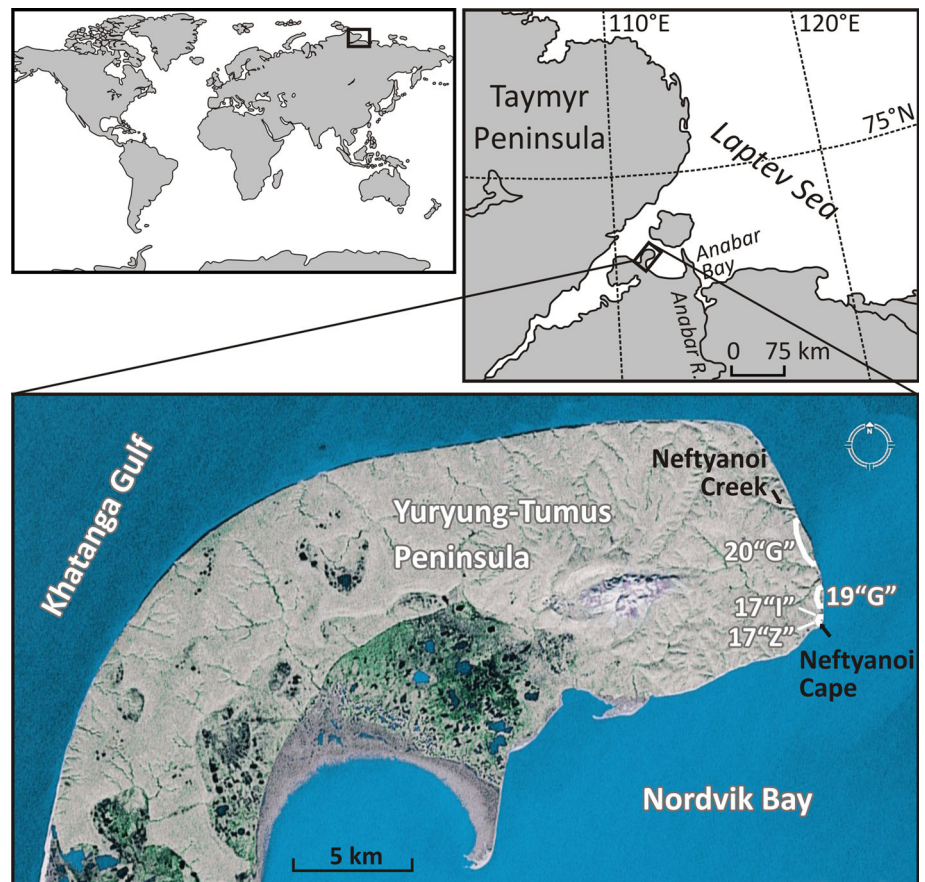 110°E
120°E
Taymyr
Peninsula
75°N
Laptev Sea
Anabar
Bay
Anabar R.
0 75 km
Khatanga Gulf
N
Neftyanoi
Creek
Yuryung-Tumus
Peninsula
20“G”
19“G”
17“I”
17“Z”
Neftyanoi
Cape
Nordvik Bay
5 km